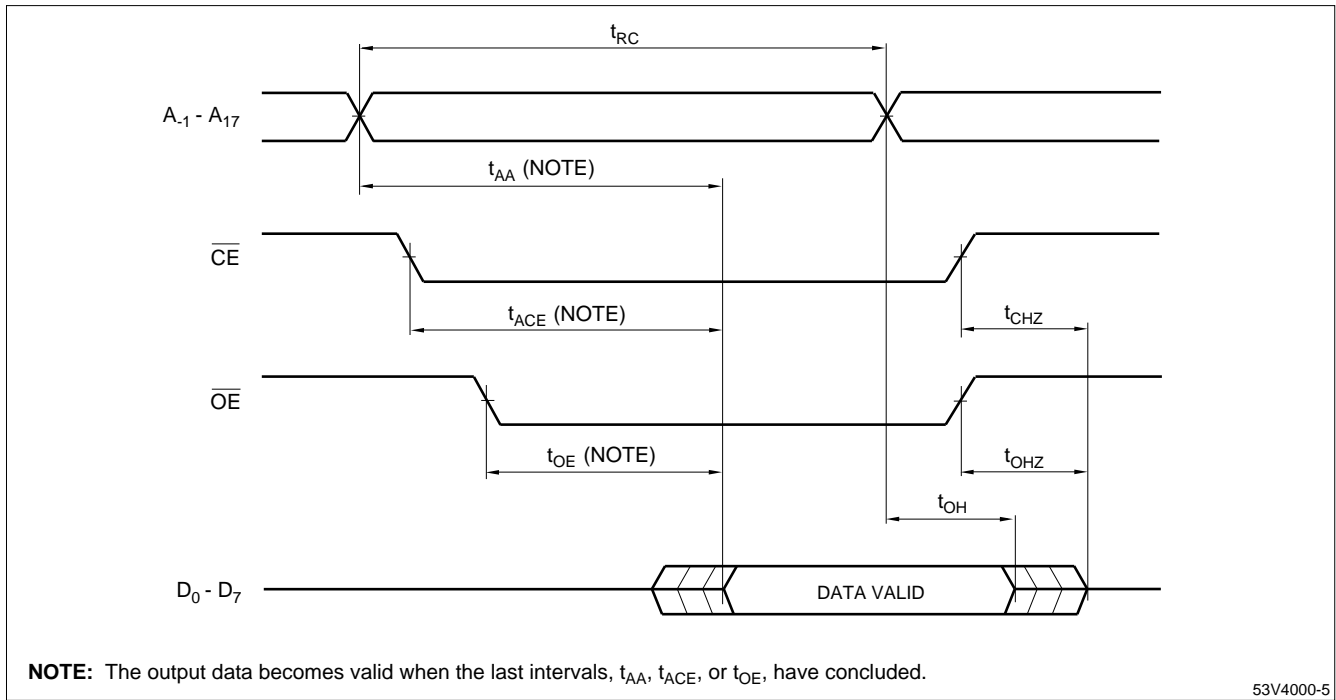 tRC
A-1 - A17
tAA (NOTE)
CE
tACE (NOTE)
tCHZ
OE
tOE (NOTE)
tOHZ
tOH
D0 - D7
DATA VALID
NOTE: The output data becomes valid when the last intervals, tAA, tACE, or tOE, have concluded.
53V4000-5